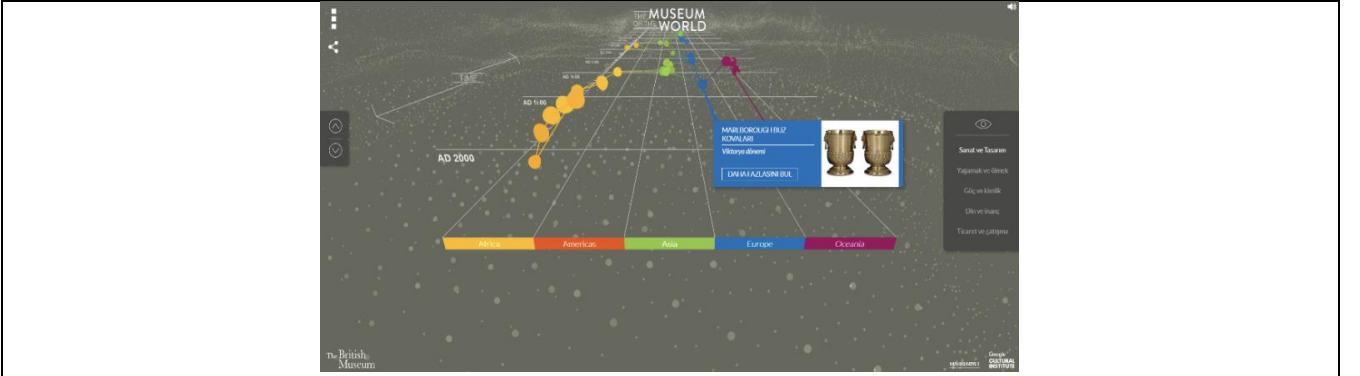 THE MUSEUM
OF THE WORLD
TIME
AD 1500
AD 2000
MARLBOROUGH BUZ
KOVALARI
Viktorya dönemi
DAHA FAZLASINI BUL
Sanat ve Tasarım
Yaşamak ve ölmek
Güç ve kimlik
Din ve inanç
Ticaret ve çatışma
Africa
Americas
Asia
Europe
Oceania
The British
Museum
Google
CULTURAL
INSTITUTE